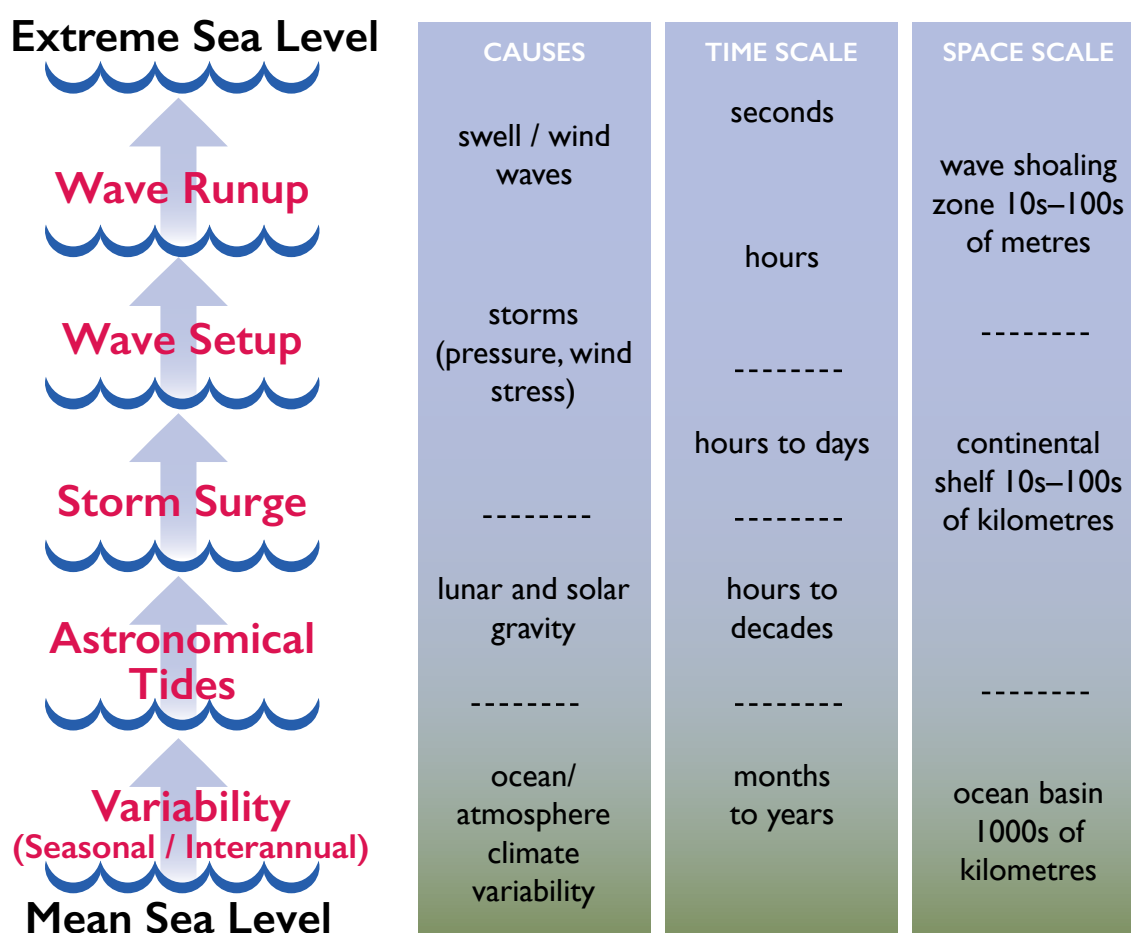 Extreme Sea Level
Wave Runup
Wave Setup
Storm Surge
Astronomical
Tides
Variability
(Seasonal / Interannual)
Mean Sea Level
CAUSES
swell / wind
waves
storms
(pressure, wind
stress)
--------
lunar and solar
gravity
--------
ocean/
atmosphere
climate
variability
TIME SCALE
seconds
hours
--------
hours to days
--------
hours to
decades
--------
months
to years
SPACE SCALE
wave shoaling
zone 10s–100s
of metres
--------
continental
shelf 10s–100s
of kilometres
--------
ocean basin
1000s of
kilometres